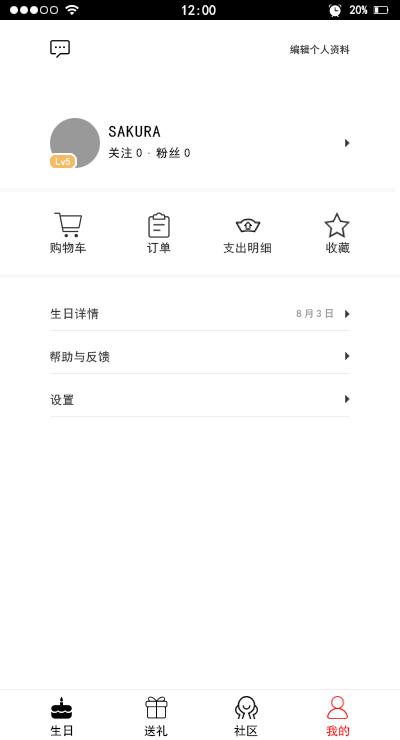 12:00 20%
编辑个人资料
SAKURA
关注 0 · 粉丝 0
Lv5
购物车 订单 支出明细 收藏
生日详情 8月3日
帮助与反馈
设置
生日 送礼 社区 我的